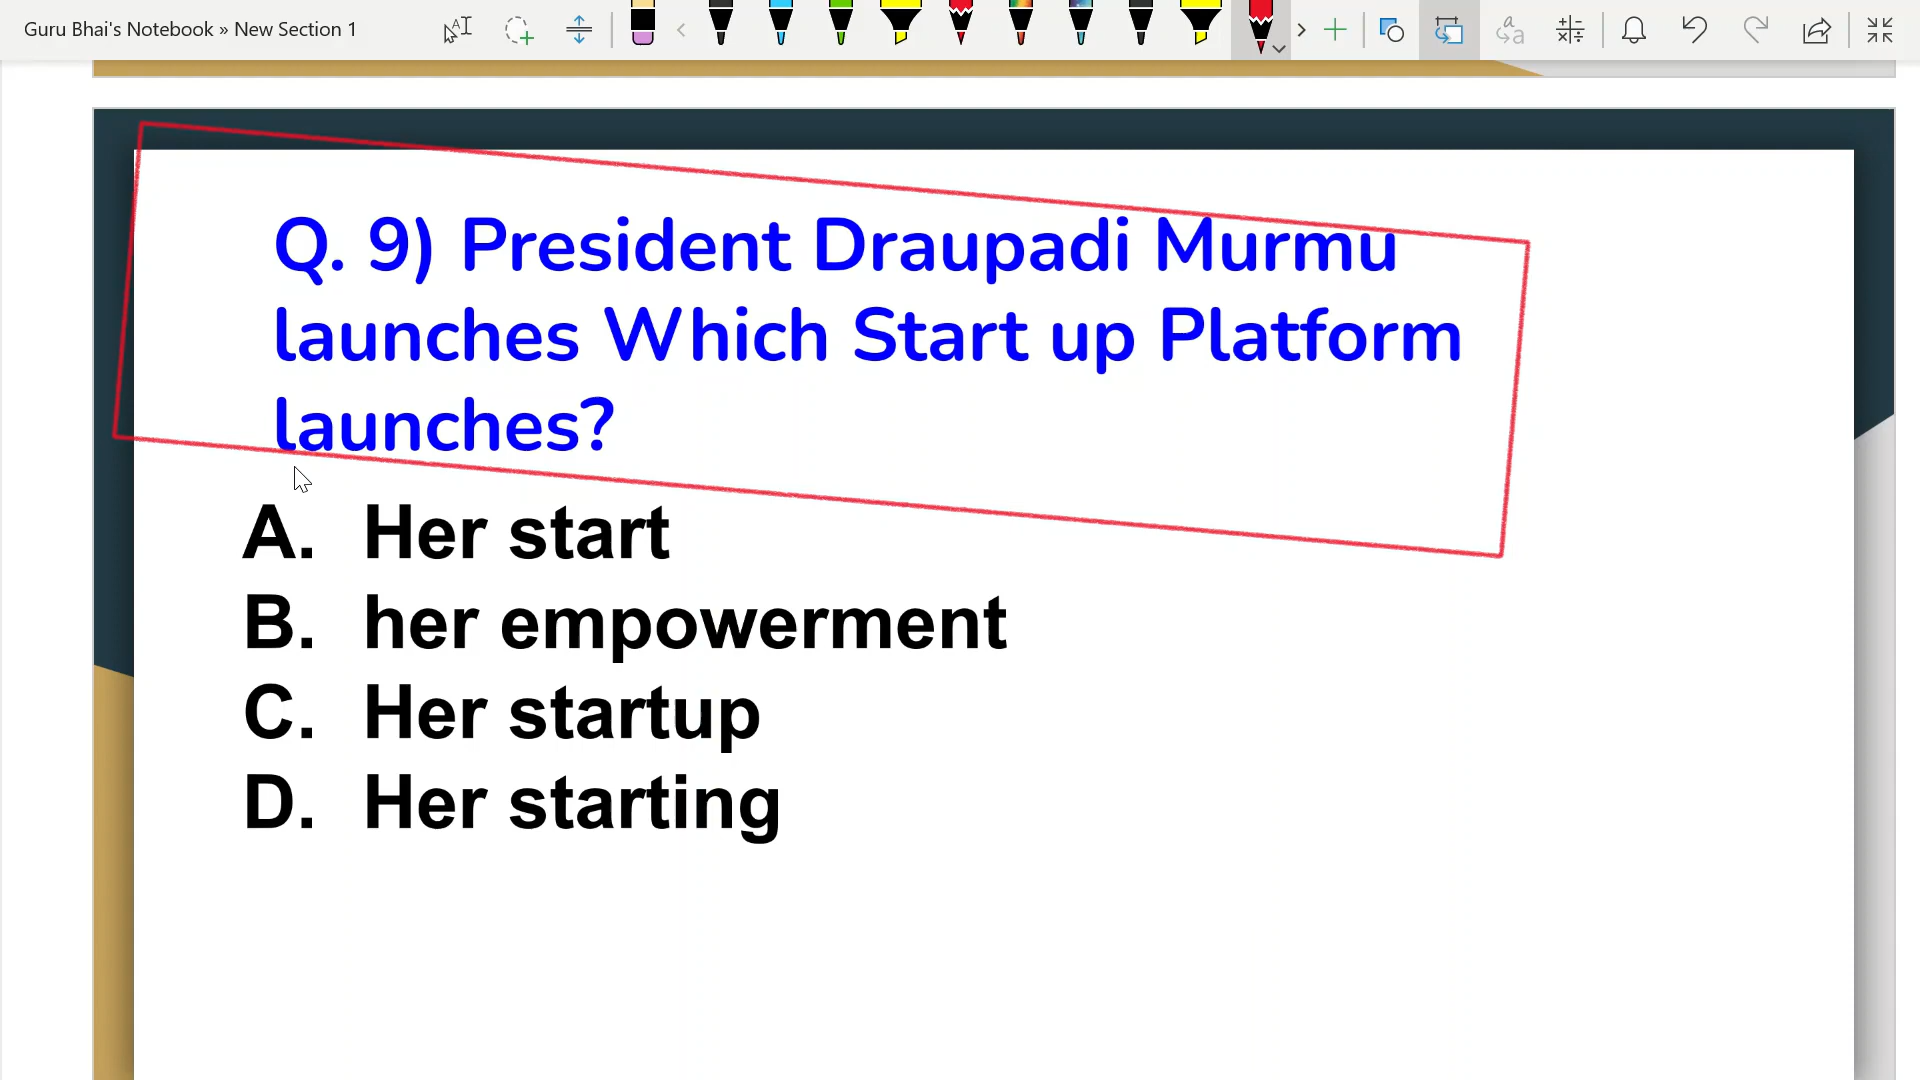 Guru Bhai's Notebook » New Section 1
Q. 9) President Draupadi Murmu
launches Which Start up Platform
launches?
A. Her start
B. her empowerment
C. Her startup
D. Her starting